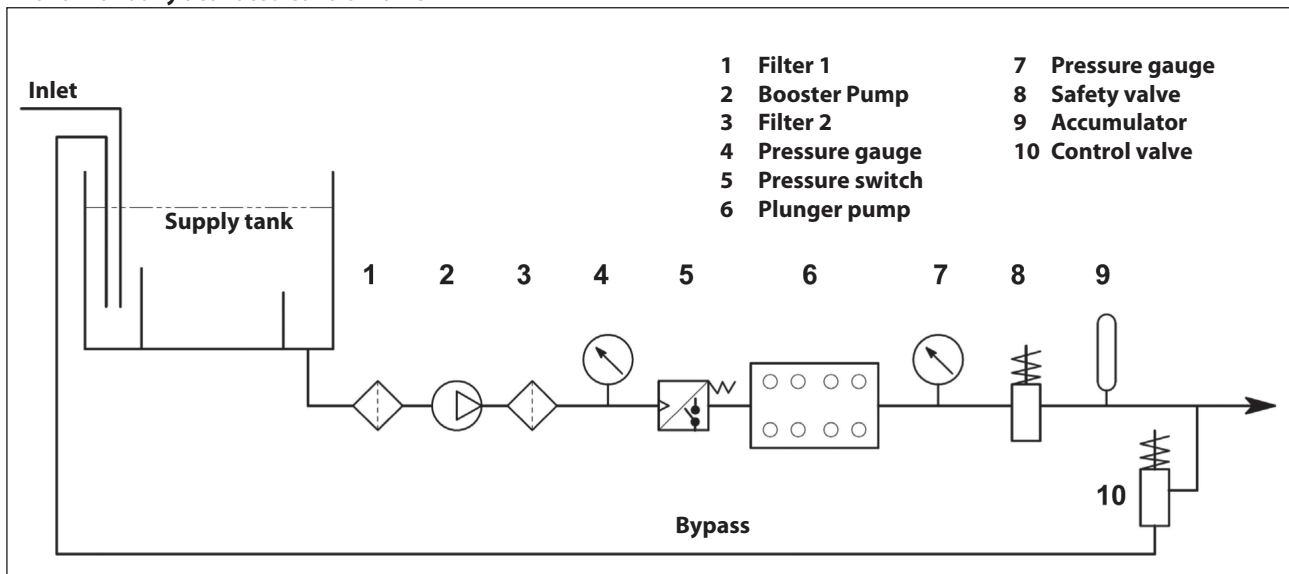 1 Filter 1
2 Booster Pump
3 Filter 2
4 Pressure gauge
5 Pressure switch
6 Plunger pump
7 Pressure gauge
8 Safety valve
9 Accumulator
10 Control valve
Inlet
Supply tank
1 2 3 4 5 6 7 8 9
10
Bypass